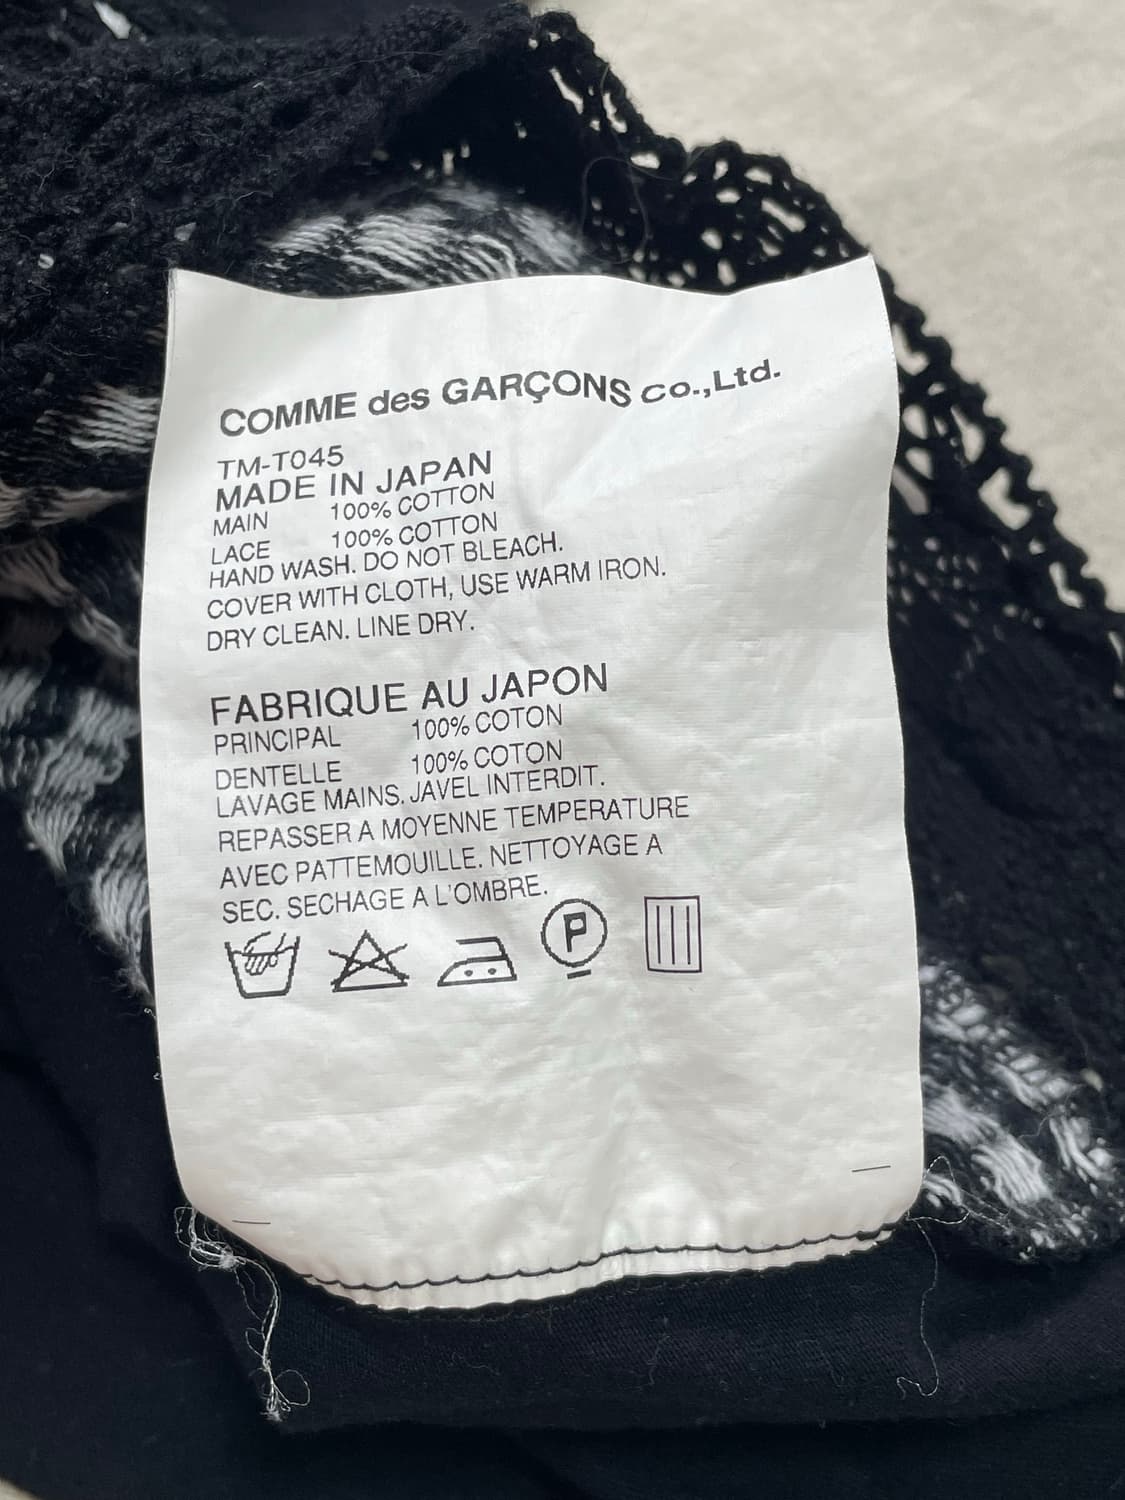 COMME des GARÇONS co.,Ltd.
TM-T045
MADE IN JAPAN
MAIN 100% COTTON
LACE 100% COTTON
HAND WASH. DO NOT BLEACH.
COVER WITH CLOTH, USE WARM IRON.
DRY CLEAN. LINE DRY.
FABRIQUE AU JAPON
PRINCIPAL 100% COTON
DENTELLE 100% COTON
LAVAGE MAINS. JAVEL INTERDIT.
REPASSER A MOYENNE TEMPERATURE
AVEC PATTEMOUILLE. NETTOYAGE A
SEC. SECHAGE A L'OMBRE.
P